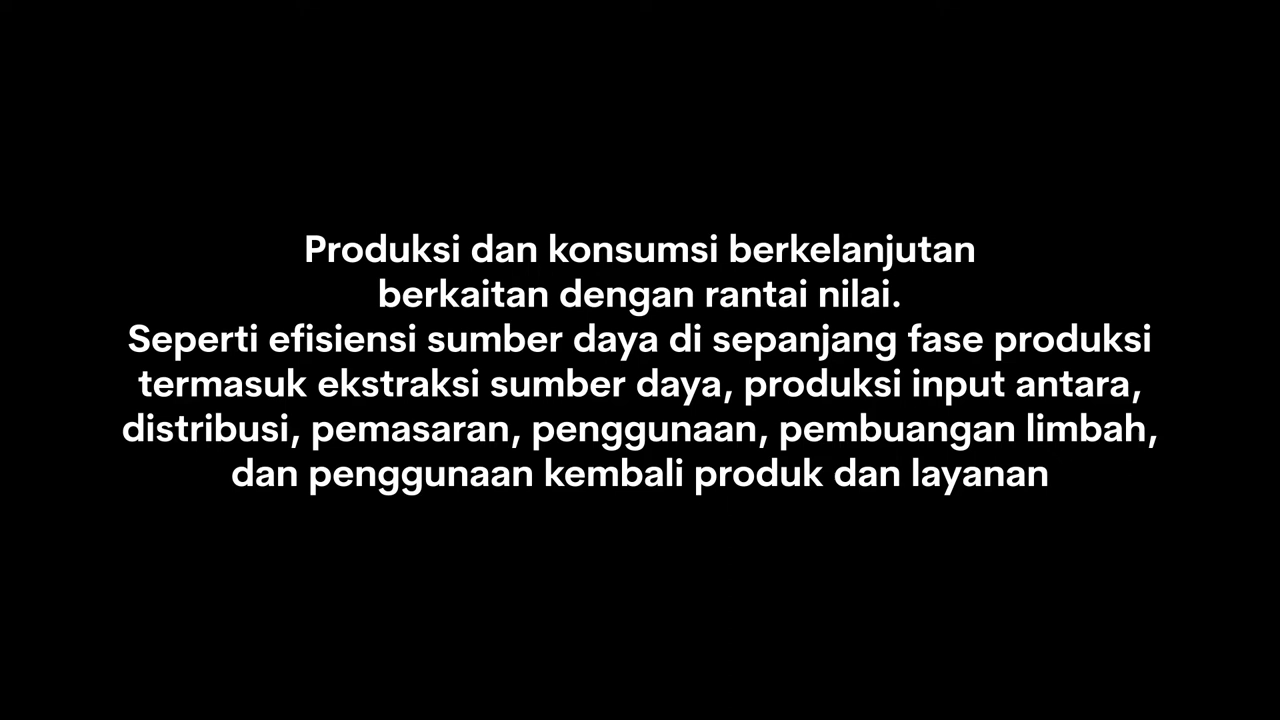 Produksi dan konsumsi berkelanjutan
berkaitan dengan rantai nilai.
Seperti efisiensi sumber daya di sepanjang fase produksi
termasuk ekstraksi sumber daya, produksi input antara,
distribusi, pemasaran, penggunaan, pembuangan limbah,
dan penggunaan kembali produk dan layanan